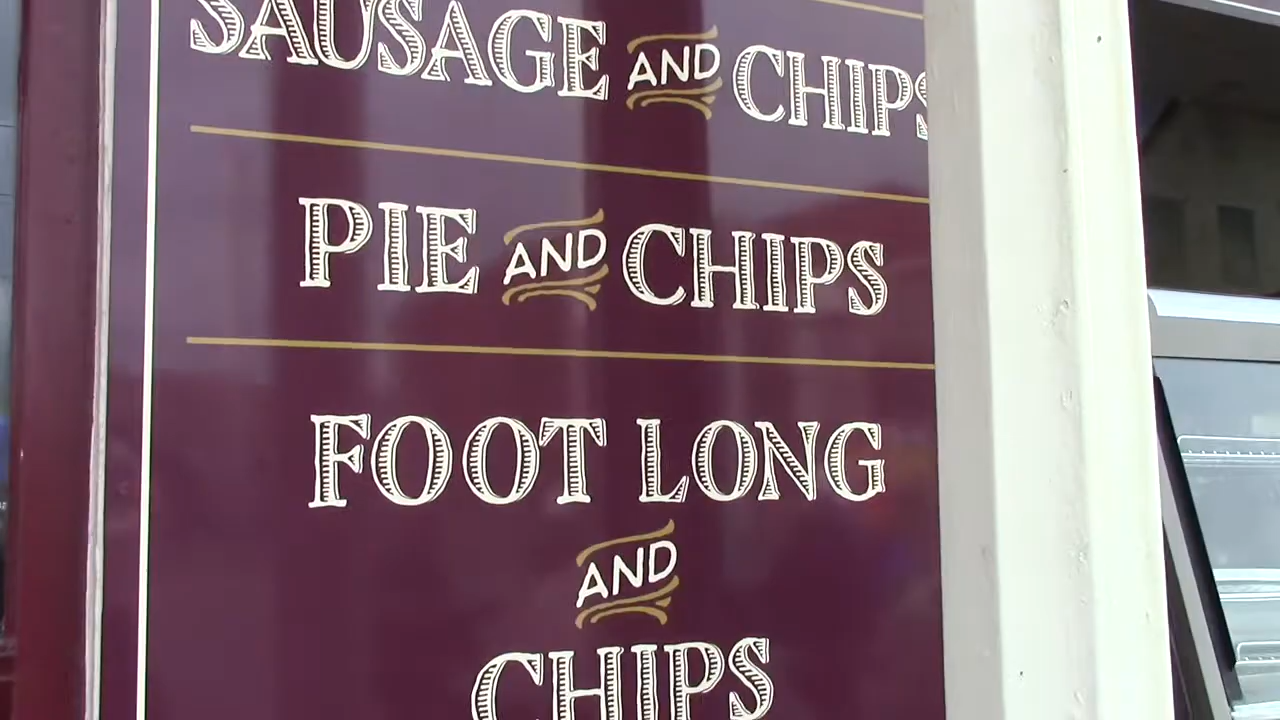 SAUSAGE AND CHIPS
PIE AND CHIPS
FOOT LONG
AND
CHIPS